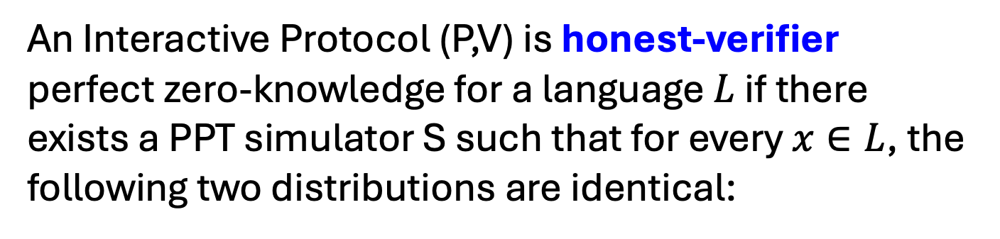 An Interactive Protocol (P,V) is honest-verifier
perfect zero-knowledge for a language L if there
exists a PPT simulator S such that for every x ∈ L, the
following two distributions are identical: